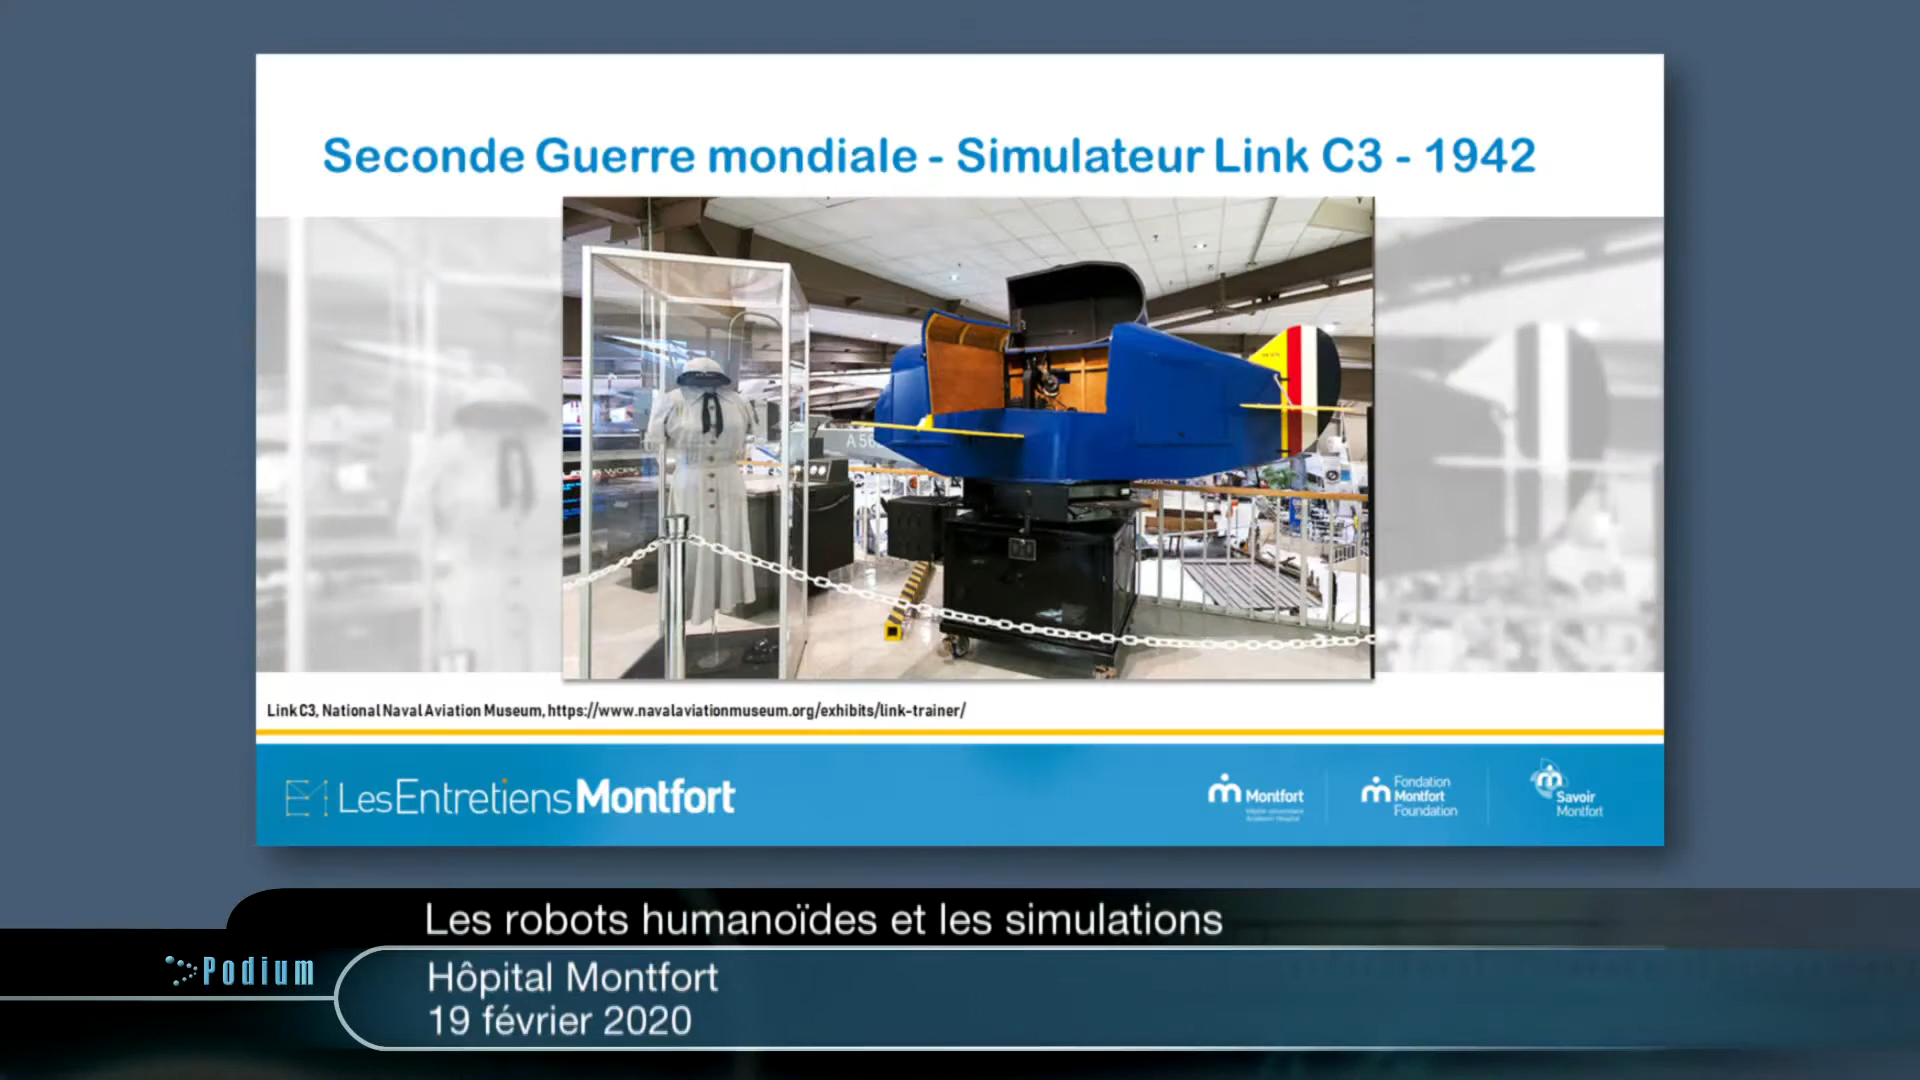 Seconde Guerre mondiale - Simulateur Link C3 - 1942
A 56
Link C3, National Naval Aviation Museum, https://www.navalaviationmuseum.org/exhibits/link-trainer/
LesEntretiensMontfort
Montfort
Fondation
Montfort
Foundation
Savoir
Montfort
Les robots humanoïdes et les simulations
Podium
Hôpital Montfort
19 février 2020